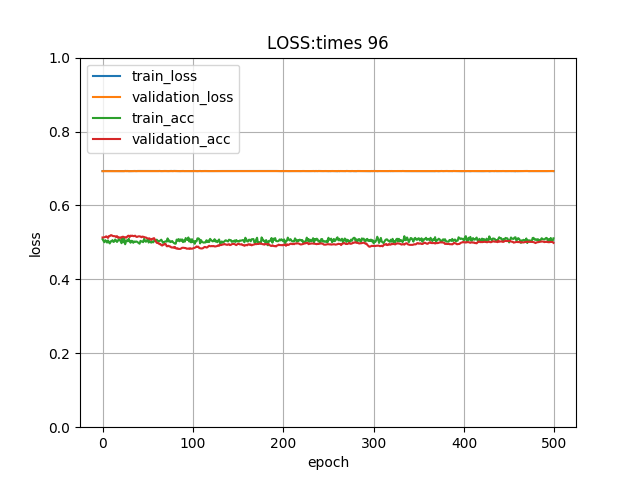 LOSS:times 96
1.0
0.8
0.6
0.4
0.2
0.0
loss
train_loss
validation_loss
train_acc
validation_acc
0 100 200 300 400 500
epoch